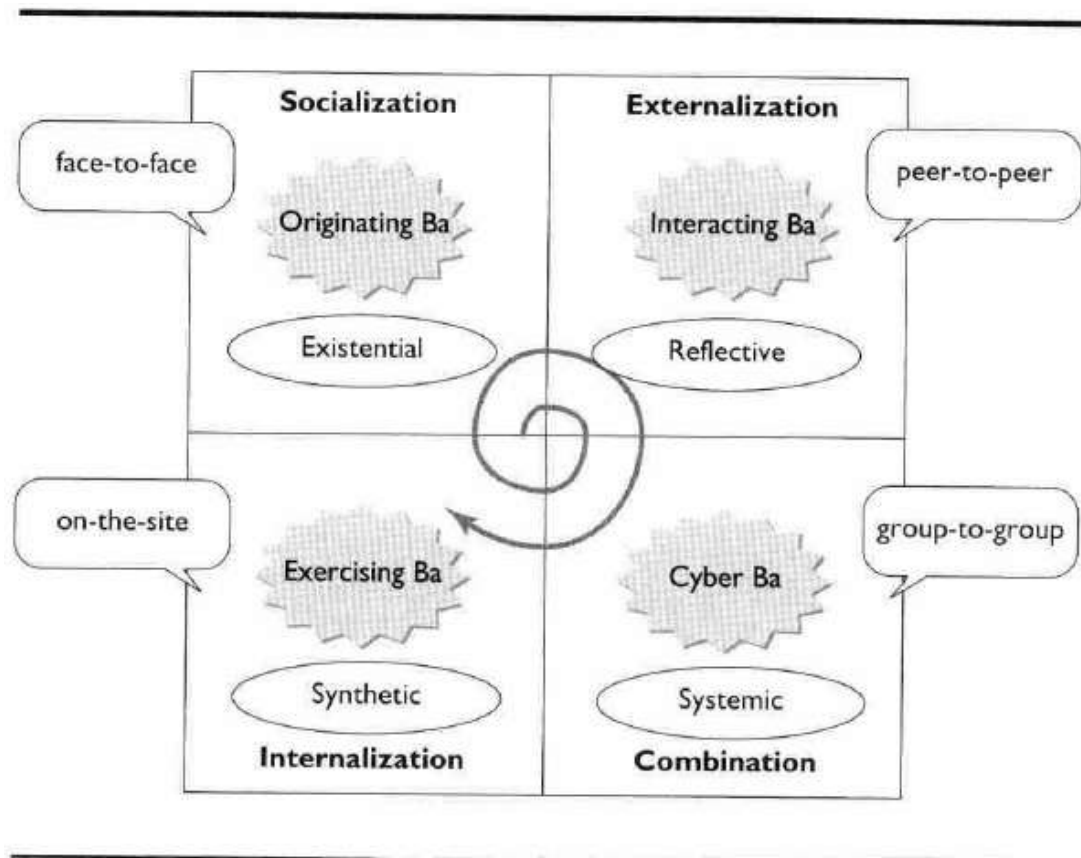 Socialization
Externalization
face-to-face
peer-to-peer
Originating Ba
Interacting Ba
Existential
Reflective
on-the-site
group-to-group
Exercising Ba
Cyber Ba
Synthetic
Systemic
Internalization
Combination